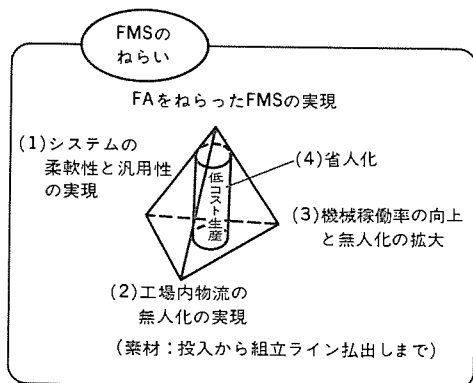 FMSの
ねらい
FAをねらったFMSの実現
(1)システムの
柔軟性と汎用性
の実現
(4)省人化
低コスト生産
(3)機械稼働率の向上
と無人化の拡大
(2)工場内物流の
無人化の実現
(素材：投入から組立ライン払出しまで)